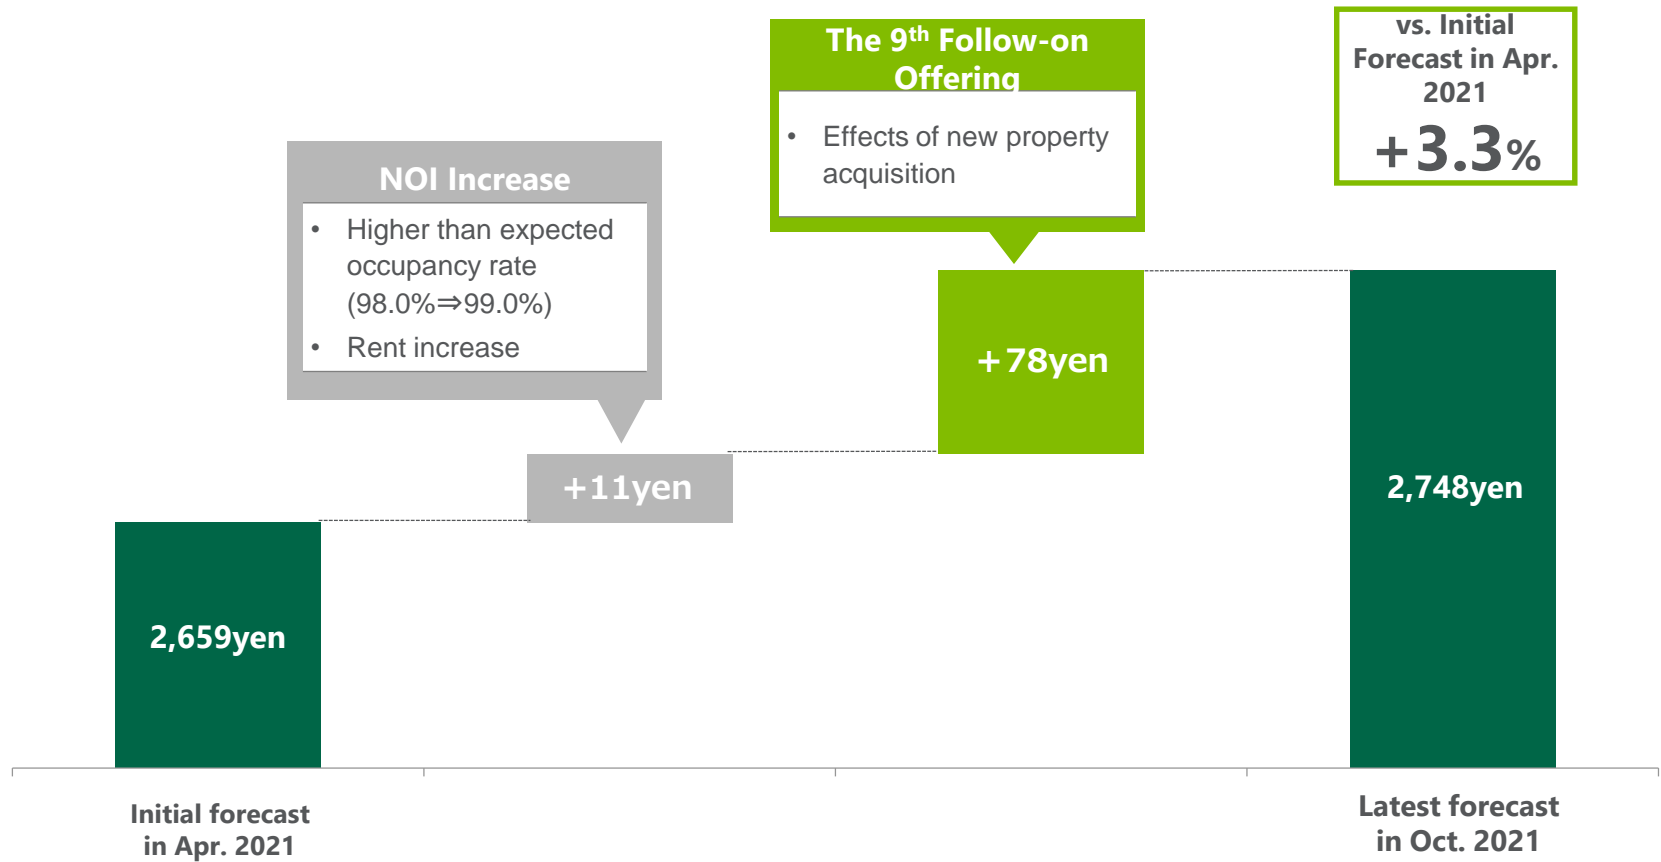 The 9th Follow-on
Offering
• Effects of new property
acquisition
vs. Initial
Forecast in Apr.
2021
+3.3%
NOI Increase
• Higher than expected
occupancy rate
(98.0%⇒99.0%)
• Rent increase
+78yen
+11yen
2,748yen
2,659yen
Initial forecast
in Apr. 2021
Latest forecast
in Oct. 2021